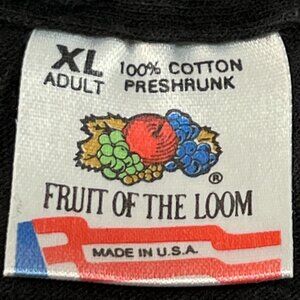 XL
ADULT
100% COTTON
PRESHRUNK
®
FRUIT OF THE LOOM
MADE IN U.S.A.